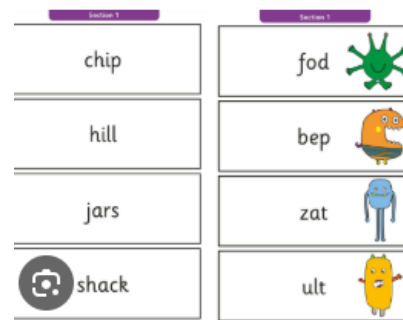 Section 1
chip
hill
jars
shack
Section 1
fod
bep
zat
ult